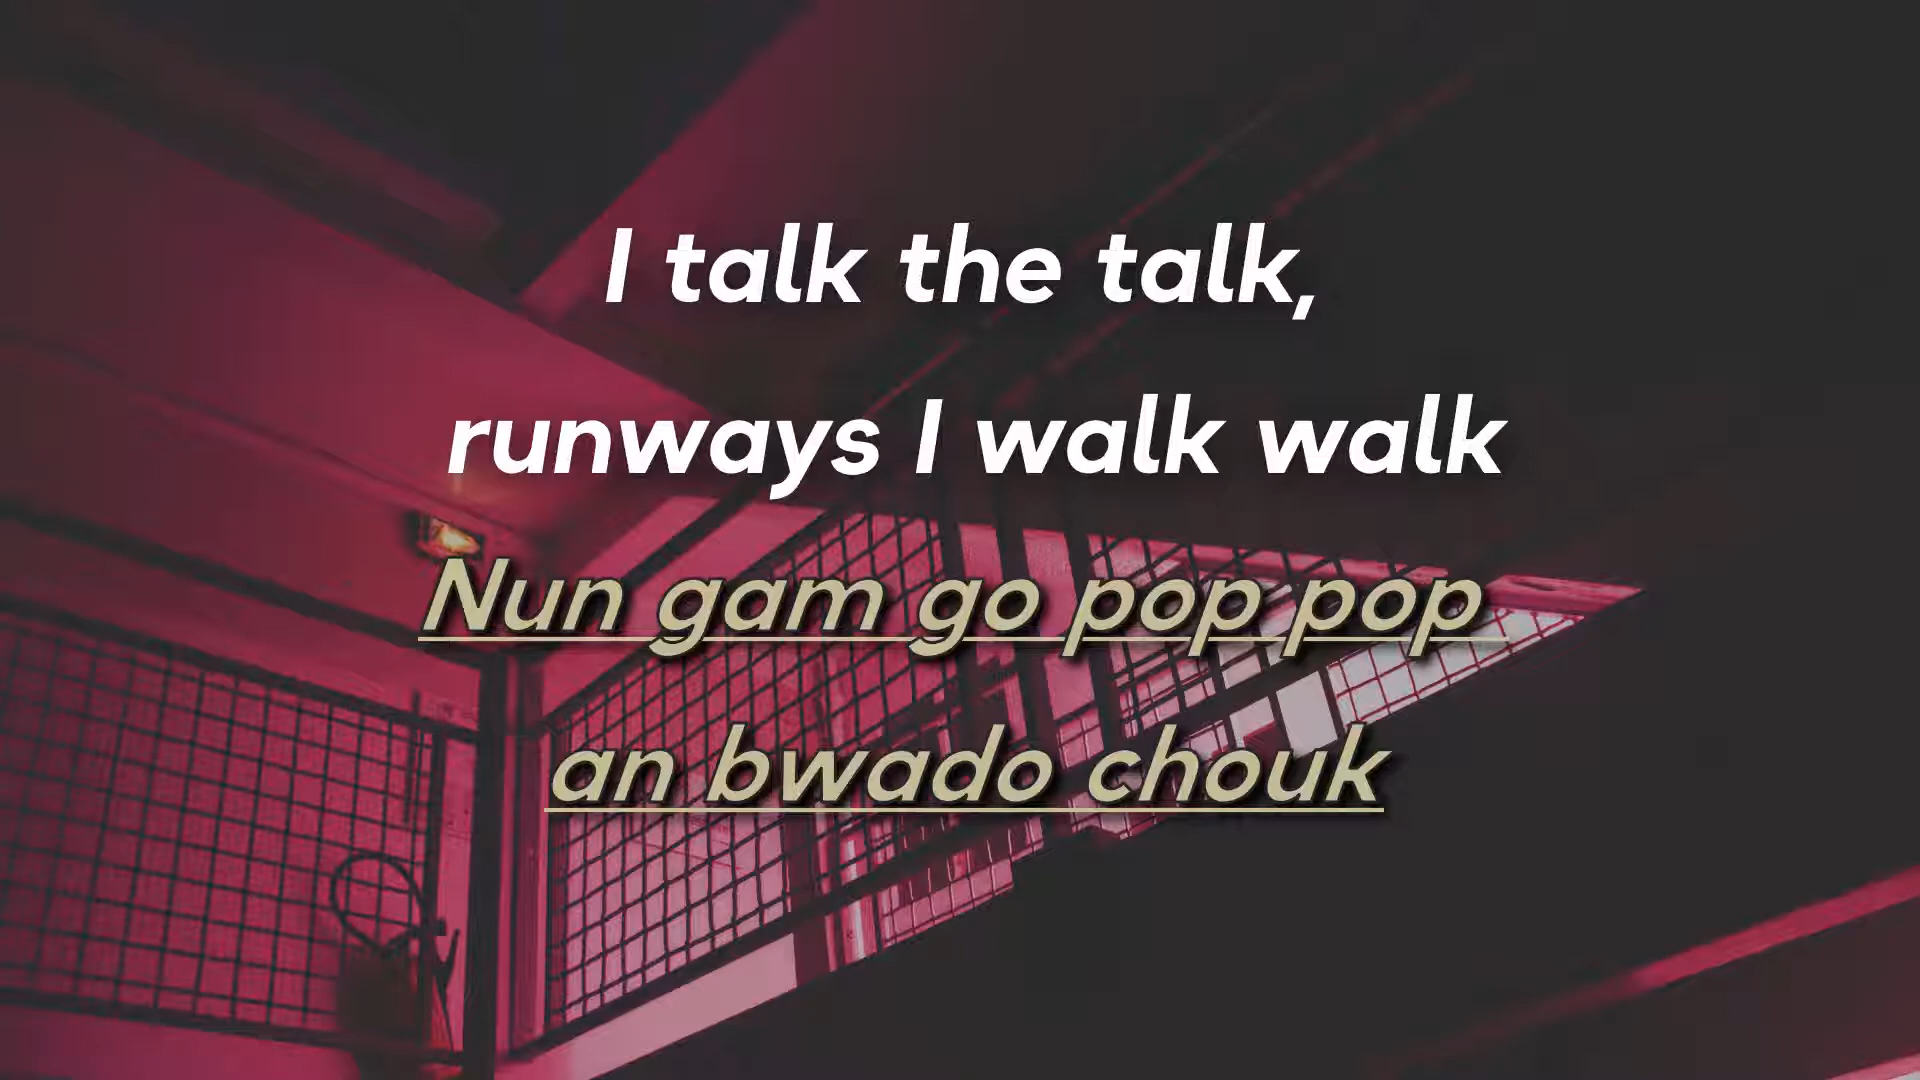 I talk the talk,
runways I walk walk
Nun gam go pop pop
an bwado chouk